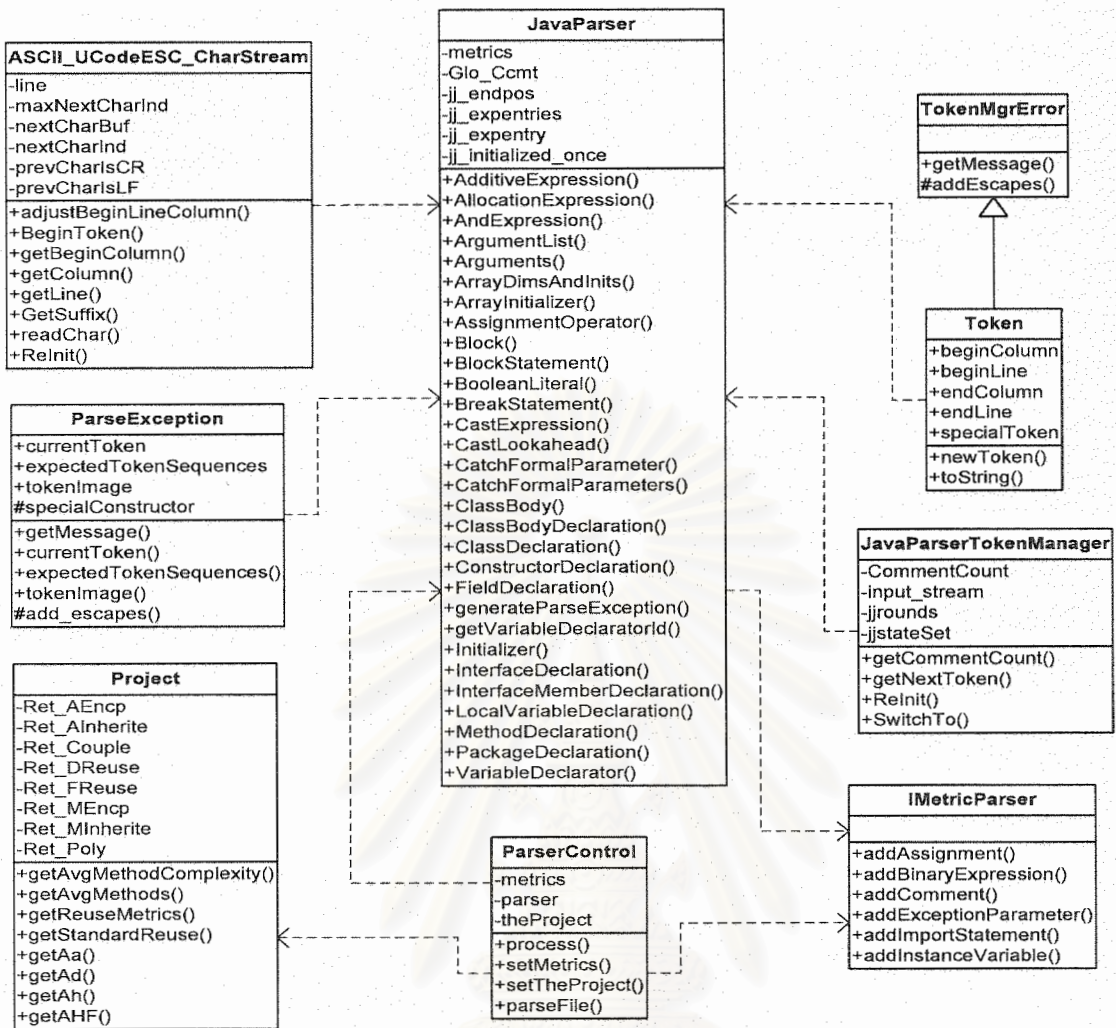 ASCII_UCodeESC_CharStream
-line
-maxNextCharInd
-nextCharBuf
-nextCharInd
-prevCharIsCR
-prevCharIsLF
+adjustBeginLineColumn()
+BeginToken()
+getBeginColumn()
+getColumn()
+getLine()
+GetSuffix()
+readChar()
+ReInit()
ParseException
+currentToken
+expectedTokenSequences
+tokenImage
#specialConstructor
+getMessage()
+currentToken()
+expectedTokenSequences()
+tokenImage()
#add_escapes()
Project
-Ret_AEncp
-Ret_AInherite
-Ret_Couple
-Ret_DReuse
-Ret_FReuse
-Ret_MEncp
-Ret_MInherite
-Ret_Poly
+getAvgMethodComplexity()
+getAvgMethods()
+getReuseMetrics()
+getStandardReuse()
+getAa()
+getAd()
+getAh()
+getAHF()
JavaParser
-metrics
-Glo_Ccmt
-jj_endpos
-jj_expentries
-jj_expentry
-jj_initialized_once
+AdditiveExpression()
+AllocationExpression()
+AndExpression()
+ArgumentList()
+Arguments()
+ArrayDimsAndInits()
+ArrayInitializer()
+AssignmentOperator()
+Block()
+BlockStatement()
+BooleanLiteral()
+BreakStatement()
+CastExpression()
+CastLookahead()
+CatchFormalParameter()
+CatchFormalParameters()
+ClassBody()
+ClassBodyDeclaration()
+ClassDeclaration()
+ConstructorDeclaration()
+FieldDeclaration()
+generateParseException()
+getVariableDeclaratorId()
+Initializer()
+InterfaceDeclaration()
+InterfaceMemberDeclaration()
+LocalVariableDeclaration()
+MethodDeclaration()
+PackageDeclaration()
+VariableDeclarator()
ParserControl
-metrics
-parser
-theProject
+process()
+setMetrics()
+setTheProject()
+parseFile()
TokenMgrError
+getMessage()
#addEscapes()
Token
+beginColumn
+beginLine
+endColumn
+endLine
+specialToken
+newToken()
+toString()
JavaParserTokenManager
-CommentCount
-input_stream
-jjrounds
-jjstateSet
+getCommentCount()
+getNextToken()
+ReInit()
+SwitchTo()
IMetricParser
+addAssignment()
+addBinaryExpression()
+addComment()
+addExceptionParameter()
+addImportStatement()
+addInstanceVariable()